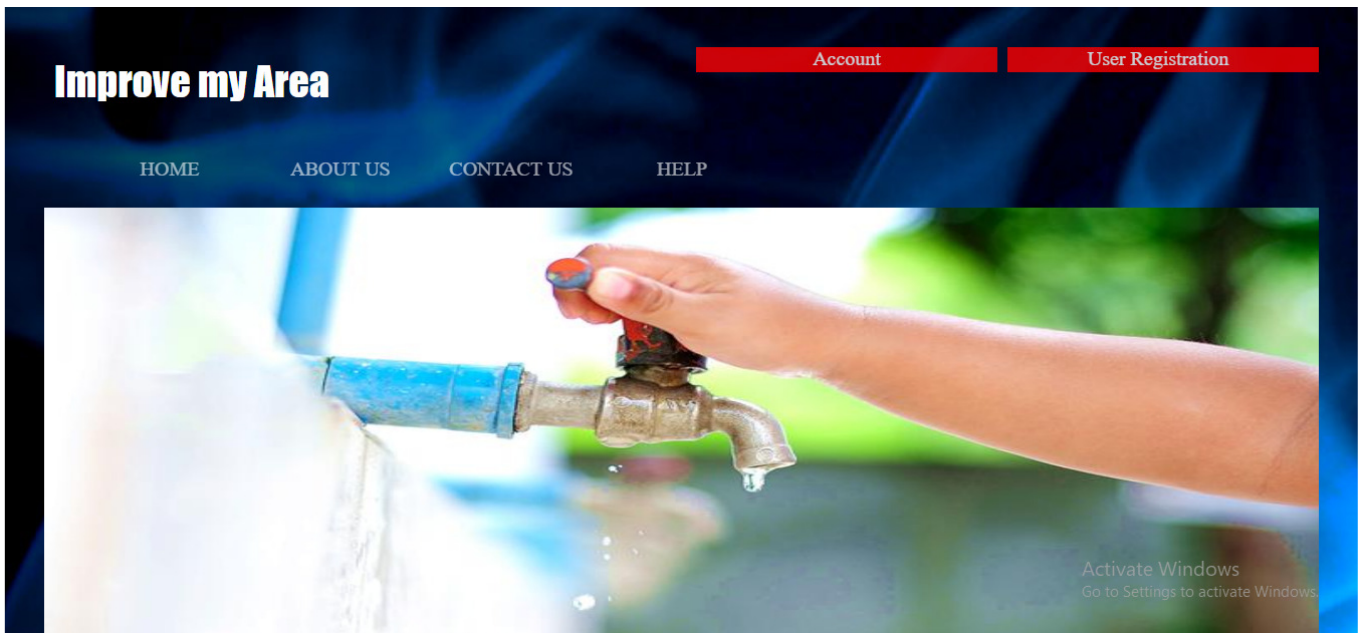 Account
User Registration
Improve my Area
HOME
ABOUT US
CONTACT US
HELP
Activate Windows
Go to Settings to activate Windows.